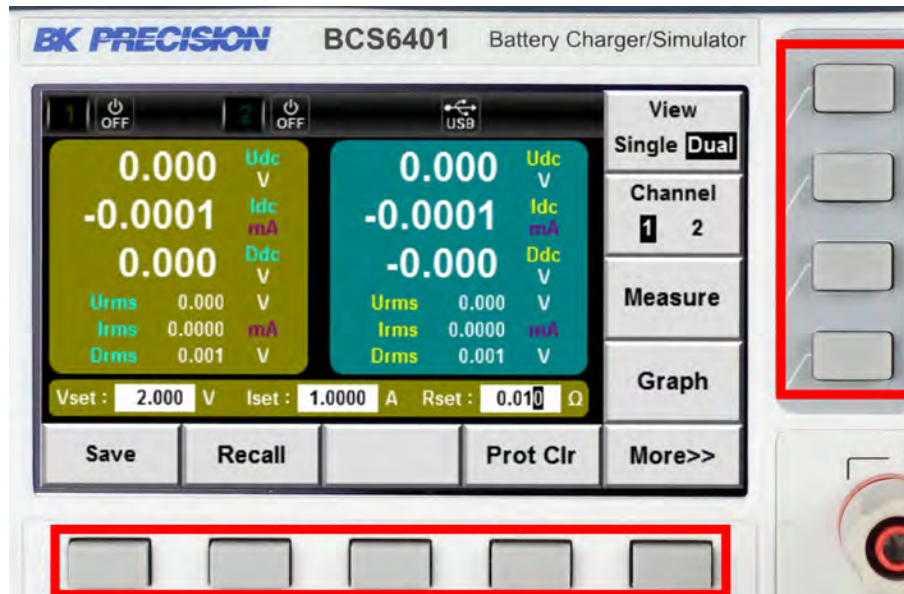 BK PRECISION BCS6401 Battery Charger/Simulator
1 OFF 2 OFF USB
View
Single Dual
Channel
1 2
Measure
Graph
0.000 Udc V
-0.0001 Idc mA
0.000 Ddc V
Urms 0.000 V
Irms 0.0000 mA
Drms 0.001 V
0.000 Udc V
-0.0001 Idc mA
-0.000 Ddc V
Urms 0.000 V
Irms 0.0000 mA
Drms 0.001 V
Vset : 2.000 V Iset : 1.0000 A Rset : 0.010 Ω
Save Recall Prot Clr More>>